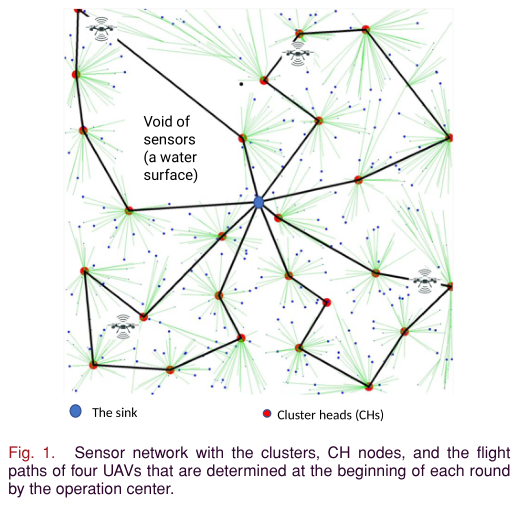 Void of
sensors
(a water
surface)
The sink
Cluster heads (CHs)
Fig. 1. Sensor network with the clusters, CH nodes, and the flight
paths of four UAVs that are determined at the beginning of each round
by the operation center.